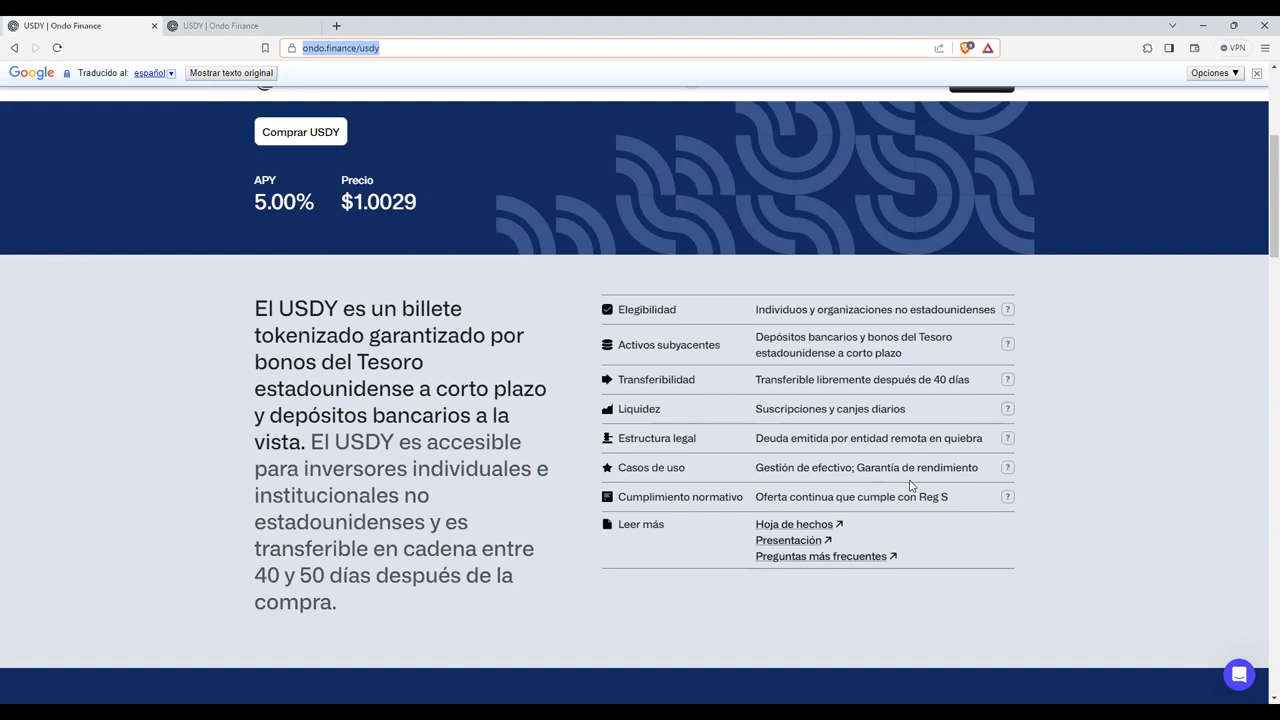 USDY | Ondo Finance
USDY | Ondo Finance
ondo.finance/usdy
VPN
Google Traducido al: español Mostrar texto original Opciones ▼
Comprar USDY
APY Precio
5.00% $1.0029
El USDY es un billete
tokenizado garantizado por
bonos del Tesoro
estadounidense a corto plazo
y depósitos bancarios a la
vista. El USDY es accesible
para inversores individuales e
institucionales no
estadounidenses y es
transferible en cadena entre
40 y 50 días después de la
compra.
Elegibilidad Individuos y organizaciones no estadounidenses ?
Activos subyacentes Depósitos bancarios y bonos del Tesoro
estadounidense a corto plazo ?
Transferibilidad Transferible libremente después de 40 días ?
Liquidez Suscripciones y canjes diarios ?
Estructura legal Deuda emitida por entidad remota en quiebra ?
Casos de uso Gestión de efectivo; Garantía de rendimiento ?
Cumplimiento normativo Oferta continua que cumple con Reg S ?
Leer más Hoja de hechos
Presentación
Preguntas más frecuentes